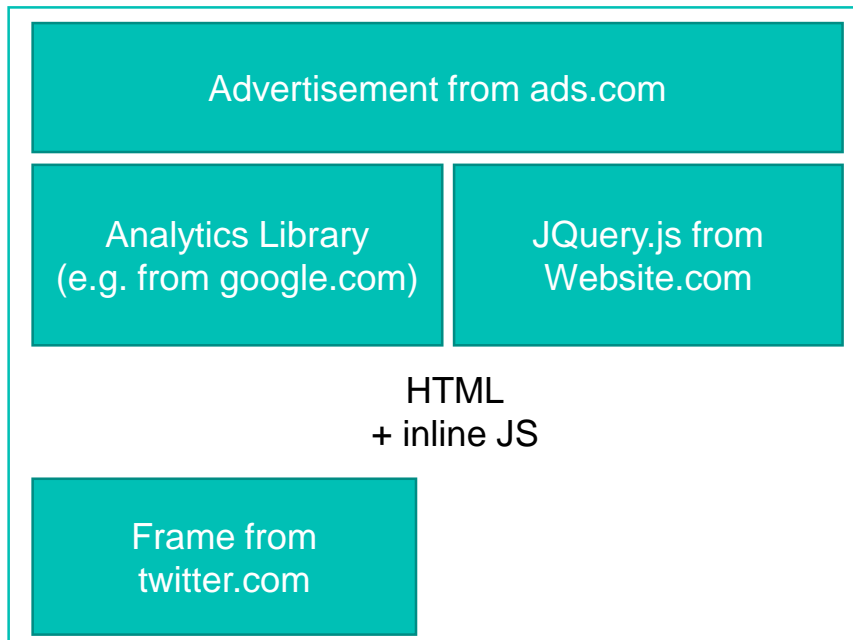 Advertisement from ads.com
Analytics Library
(e.g. from google.com)
JQuery.js from
Website.com
HTML
+ inline JS
Frame from
twitter.com